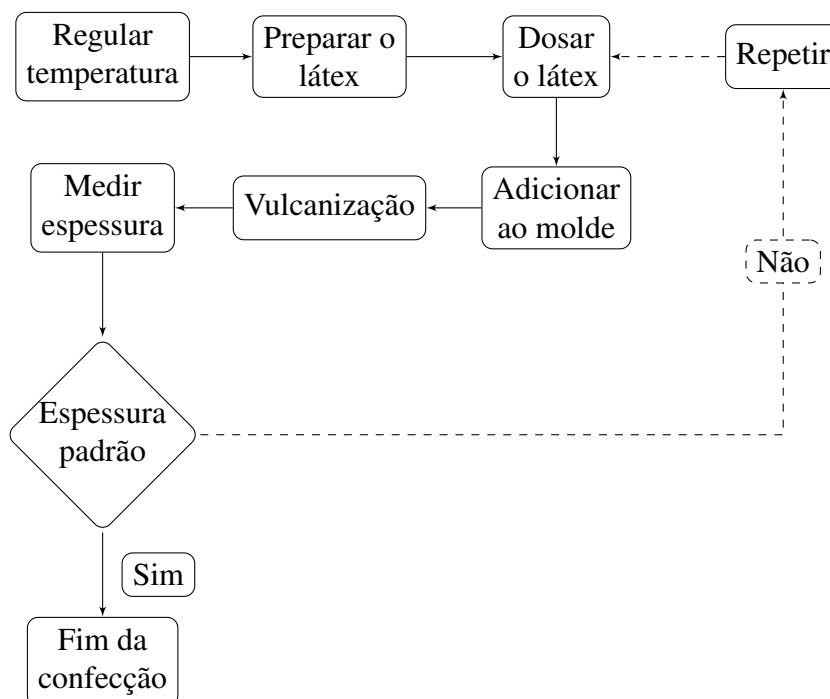 Regular
temperatura
Preparar o
látex
Dosar
o látex
Repetir
Medir
espessura
Vulcanização
Adicionar
ao molde
Não
Espessura
padrão
Sim
Fim da
confecção